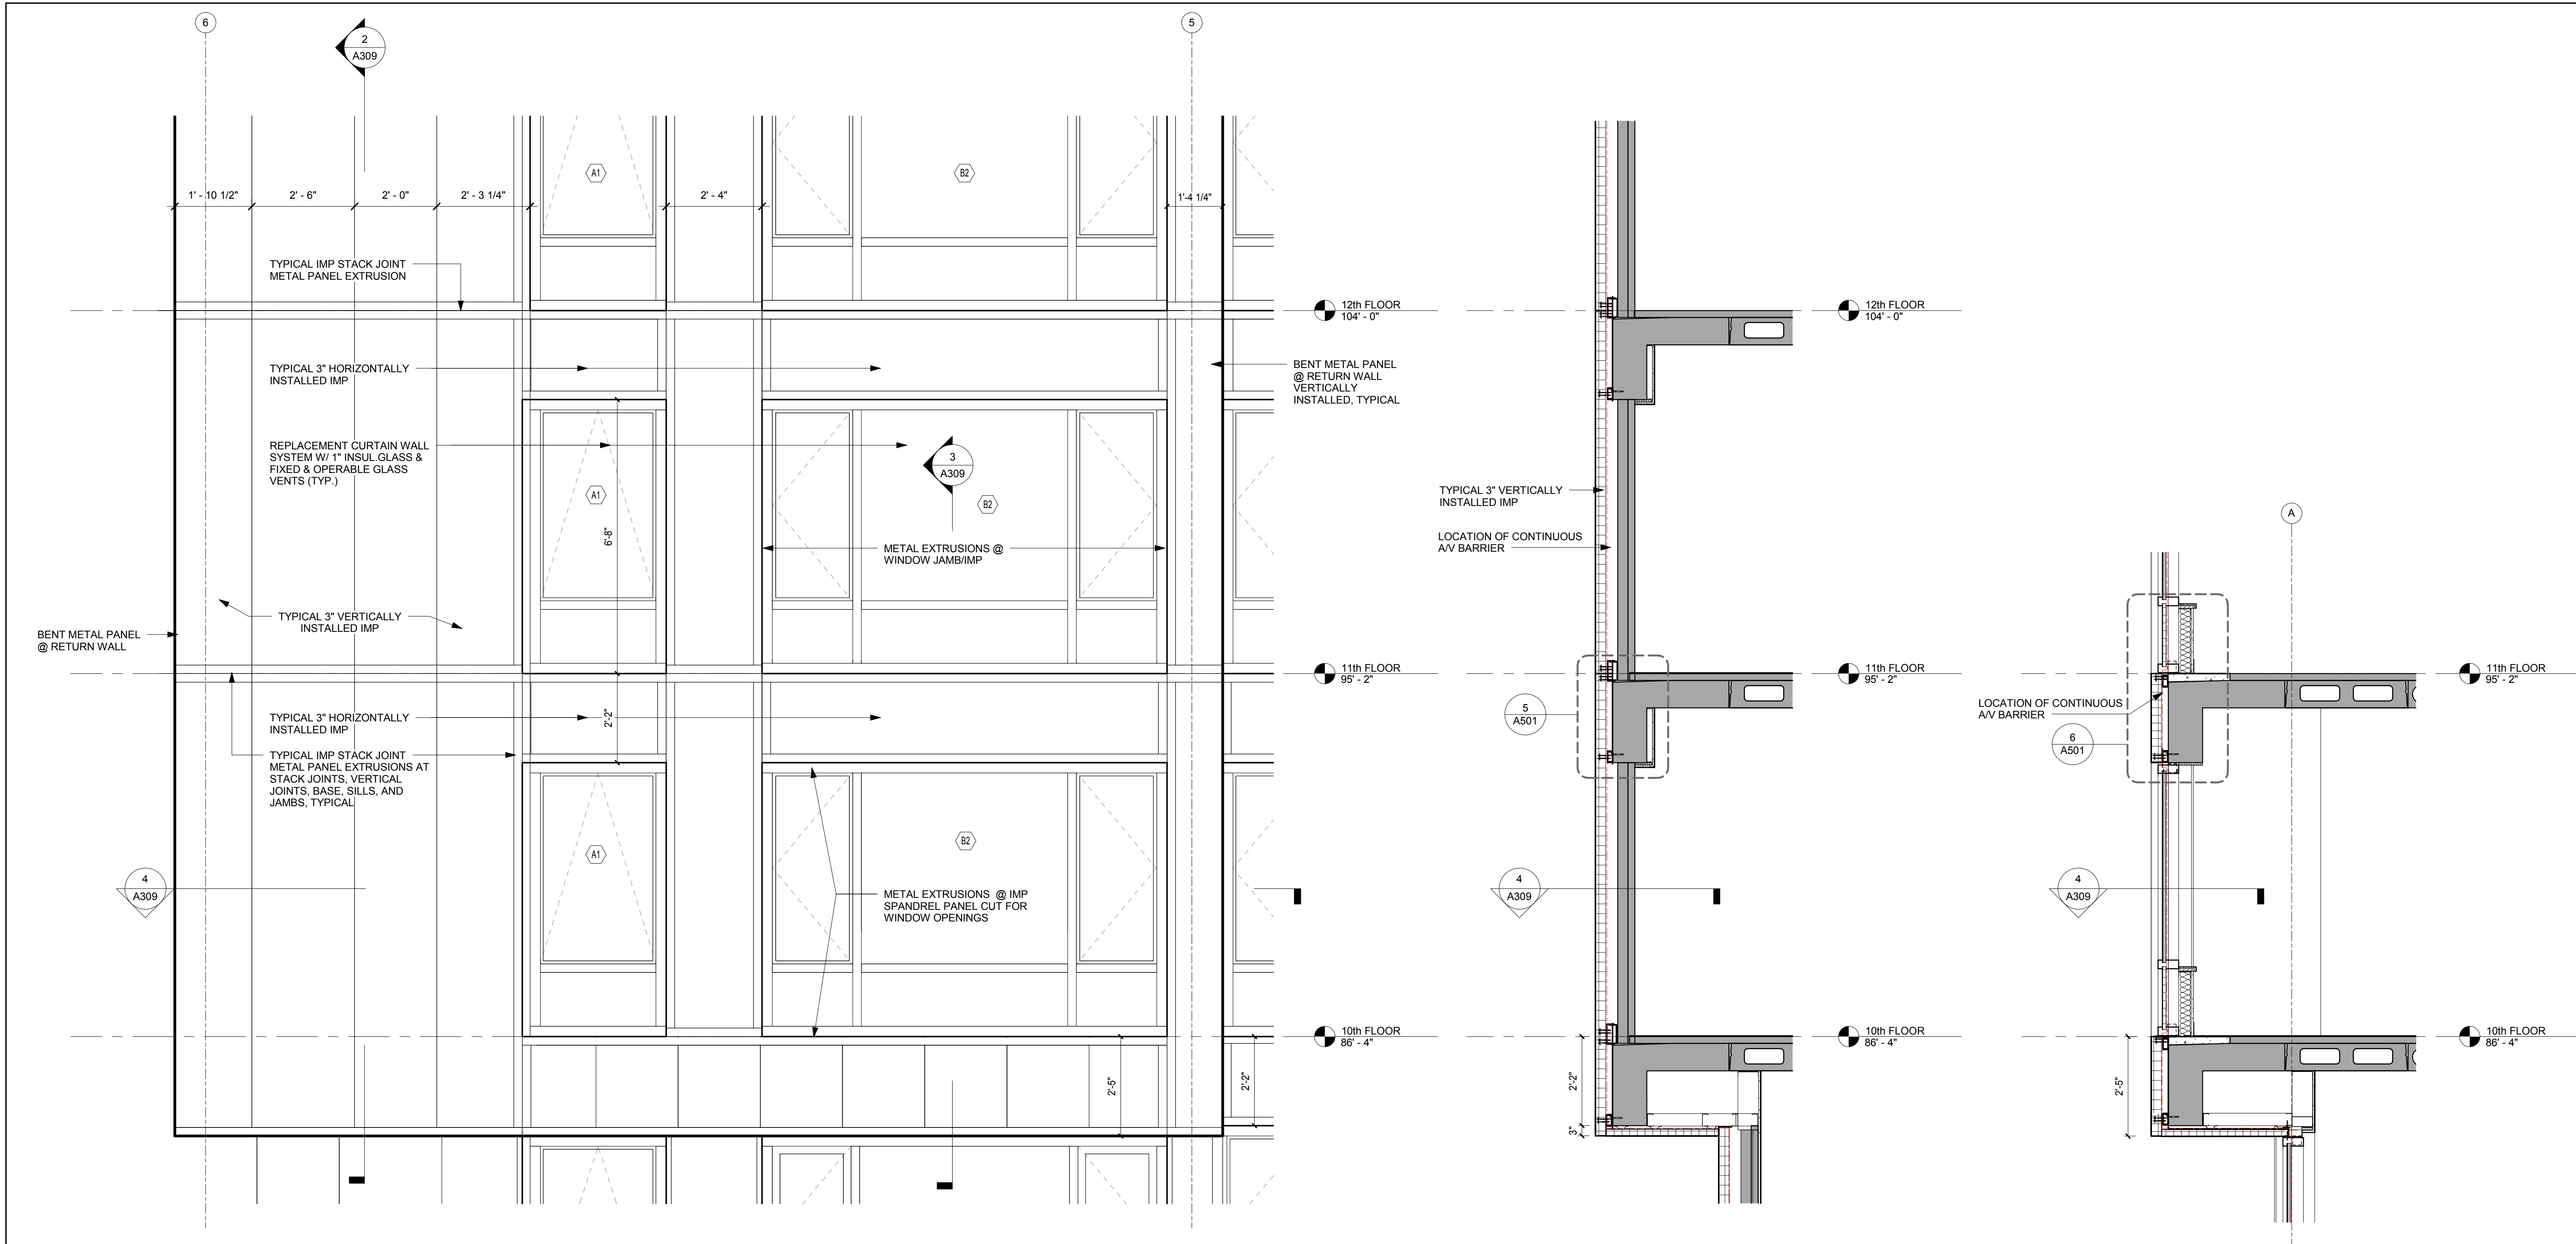 6
5
2
A309
A1
B2
1' - 10 1/2"
2' - 6"
2' - 0"
2' - 3 1/4"
2' - 4"
1'-4 1/4"
TYPICAL IMP STACK JOINT
METAL PANEL EXTRUSION
12th FLOOR
104' - 0"
TYPICAL 3" HORIZONTALLY
INSTALLED IMP
BENT METAL PANEL
@ RETURN WALL
VERTICALLY
INSTALLED, TYPICAL
REPLACEMENT CURTAIN WALL
SYSTEM W/ 1" INSUL.GLASS &
FIXED & OPERABLE GLASS
VENTS (TYP.)
3
A309
A1
B2
6'-8"
METAL EXTRUSIONS @
WINDOW JAMB/IMP
TYPICAL 3" VERTICALLY
INSTALLED IMP
BENT METAL PANEL
@ RETURN WALL
11th FLOOR
95' - 2"
TYPICAL 3" HORIZONTALLY
INSTALLED IMP
2'-2"
TYPICAL IMP STACK JOINT
METAL PANEL EXTRUSIONS AT
STACK JOINTS, VERTICAL
JOINTS, BASE, SILLS, AND
JAMBS, TYPICAL
A1
B2
4
A309
METAL EXTRUSIONS @ IMP
SPANDREL PANEL CUT FOR
WINDOW OPENINGS
10th FLOOR
86' - 4"
2'-5"
2'-2"
12th FLOOR
104' - 0"
TYPICAL 3" VERTICALLY
INSTALLED IMP
LOCATION OF CONTINUOUS
A/V BARRIER
11th FLOOR
95' - 2"
5
A501
4
A309
10th FLOOR
86' - 4"
2'-2"
3"
A
11th FLOOR
95' - 2"
LOCATION OF CONTINUOUS
A/V BARRIER
6
A501
4
A309
10th FLOOR
86' - 4"
2'-5"